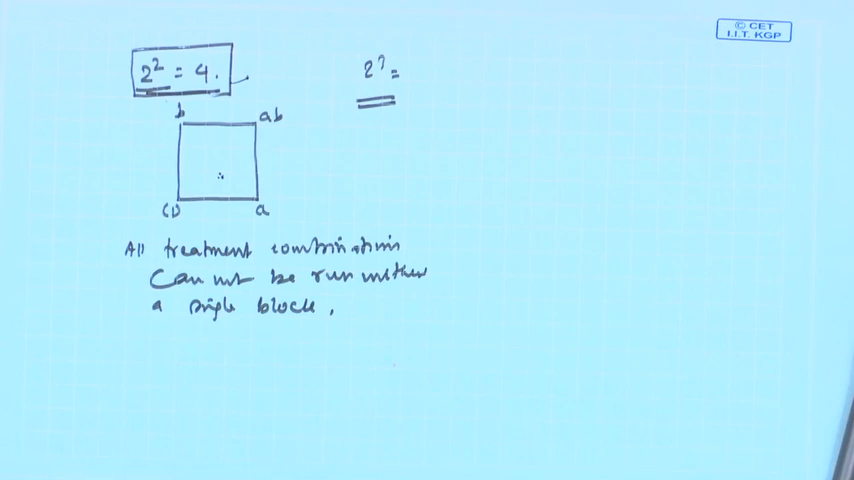 © CET
I.I.T. KGP
2² = 4.
2⁷ =
b ab
(1) a
All treatment combinations
Can not be run within
a single block.